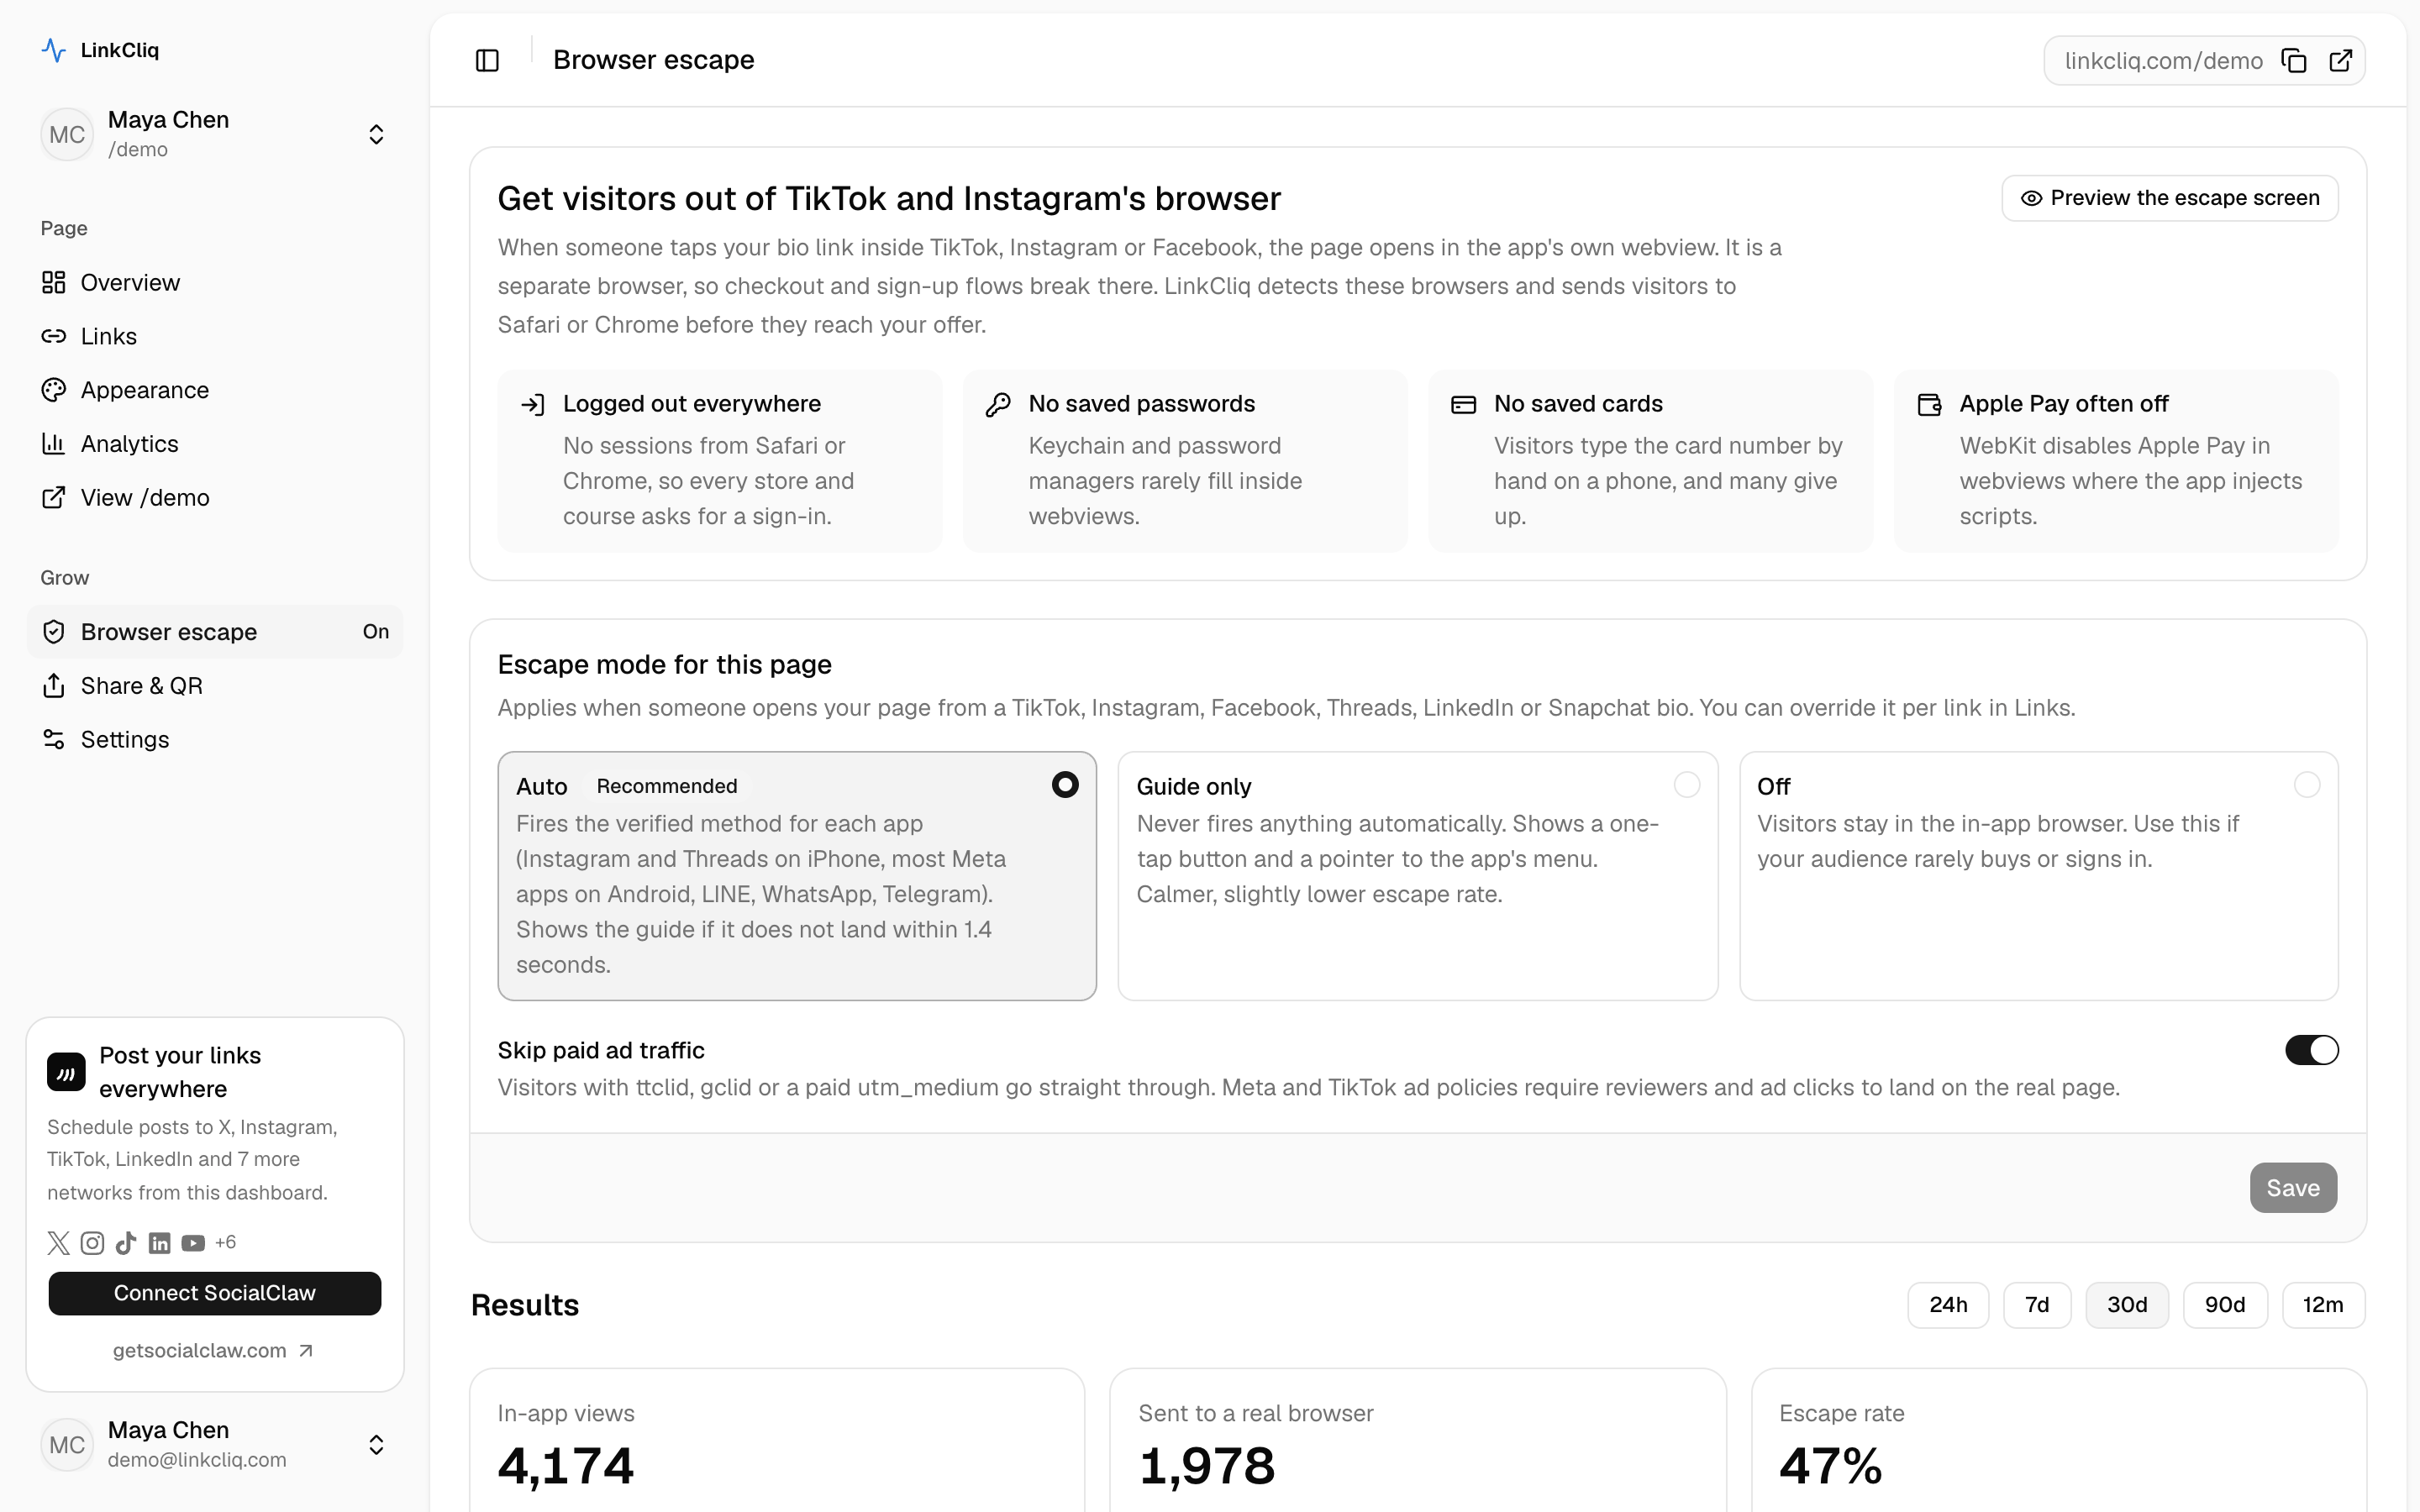 LinkCliq
MC
Maya Chen
/demo
Page
Overview
Links
Appearance
Analytics
View /demo
Grow
Browser escape
On
Share & QR
Settings
Post your links
everywhere
Schedule posts to X, Instagram,
TikTok, LinkedIn and 7 more
networks from this dashboard.
+6
Connect SocialClaw
getsocialclaw.com
MC
Maya Chen
demo@linkcliq.com
Browser escape
linkcliq.com/demo
Get visitors out of TikTok and Instagram's browser
Preview the escape screen
When someone taps your bio link inside TikTok, Instagram or Facebook, the page opens in the app's own webview. It is a
separate browser, so checkout and sign-up flows break there. LinkCliq detects these browsers and sends visitors to
Safari or Chrome before they reach your offer.
Logged out everywhere
No sessions from Safari or
Chrome, so every store and
course asks for a sign-in.
No saved passwords
Keychain and password
managers rarely fill inside
webviews.
No saved cards
Visitors type the card number by
hand on a phone, and many give
up.
Apple Pay often off
WebKit disables Apple Pay in
webviews where the app injects
scripts.
Escape mode for this page
Applies when someone opens your page from a TikTok, Instagram, Facebook, Threads, LinkedIn or Snapchat bio. You can override it per link in Links.
Auto
Recommended
Fires the verified method for each app
(Instagram and Threads on iPhone, most Meta
apps on Android, LINE, WhatsApp, Telegram).
Shows the guide if it does not land within 1.4
seconds.
Guide only
Never fires anything automatically. Shows a one-
tap button and a pointer to the app's menu.
Calmer, slightly lower escape rate.
Off
Visitors stay in the in-app browser. Use this if
your audience rarely buys or signs in.
Skip paid ad traffic
Visitors with ttclid, gclid or a paid utm_medium go straight through. Meta and TikTok ad policies require reviewers and ad clicks to land on the real page.
Save
Results
24h
7d
30d
90d
12m
In-app views
4,174
Sent to a real browser
1,978
Escape rate
47%